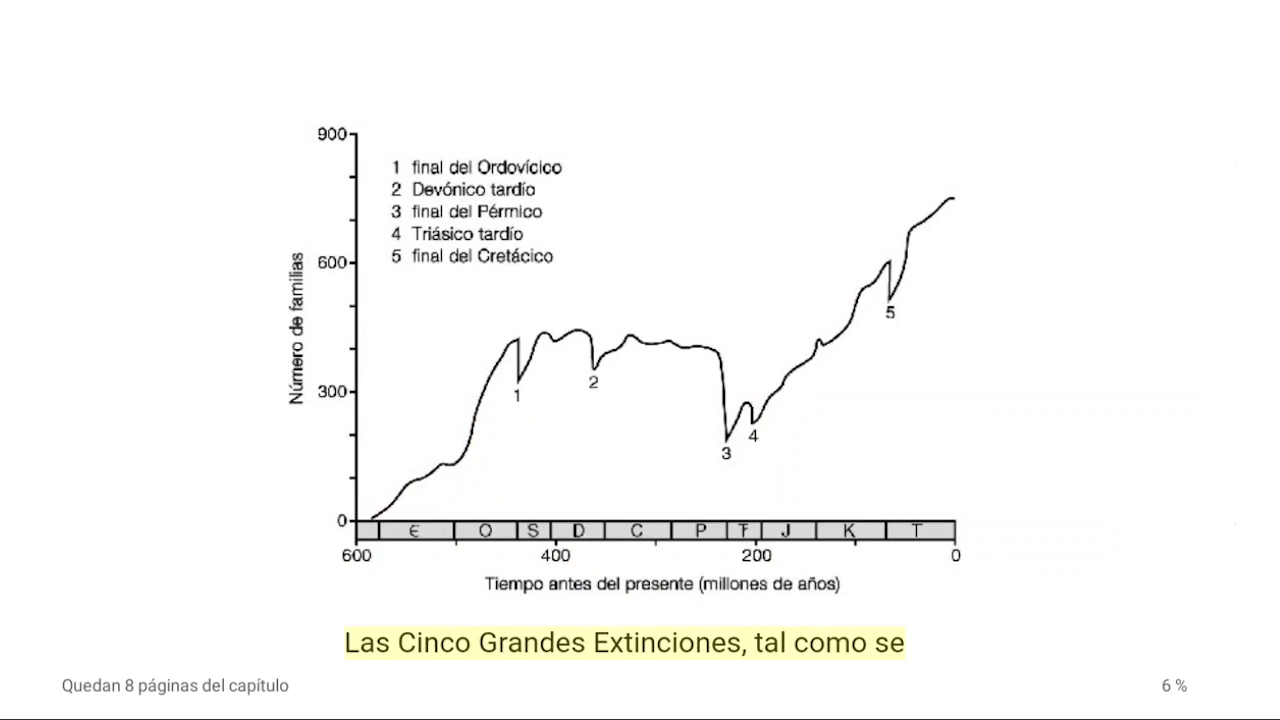 900
1 final del Ordovícico
2 Devónico tardío
3 final del Pérmico
4 Triásico tardío
5 final del Cretácico
600
Número de familias
5
300
1
2
3
4
0
Є O S D C P Ŧ J K T
600 400 200 0
Tiempo antes del presente (millones de años)
Las Cinco Grandes Extinciones, tal como se
Quedan 8 páginas del capítulo 6 %